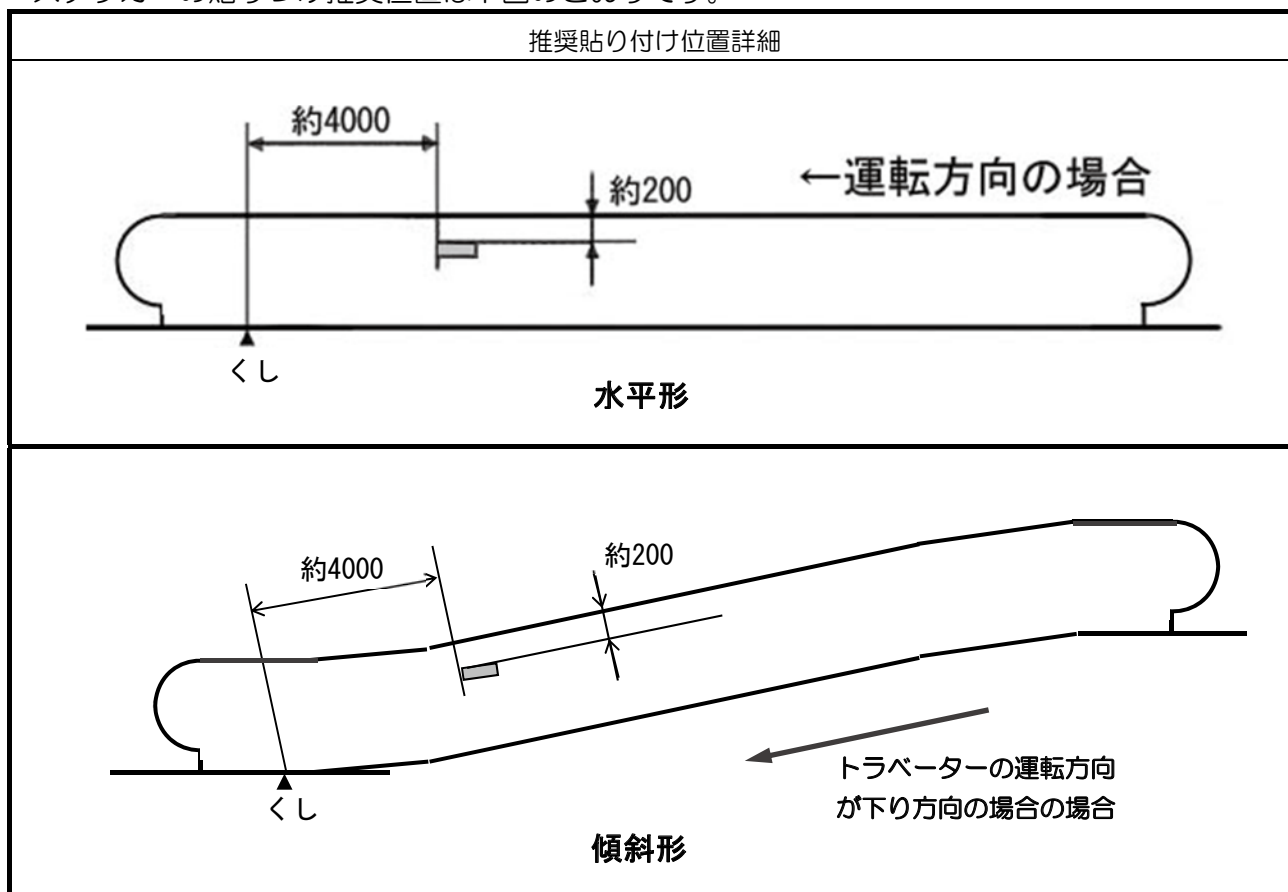 推奨貼り付け位置詳細
約4000
約200
←運転方向の場合
くし
水平形
約4000
約200
トラベーターの運転方向
が下り方向の場合の場合
くし
傾斜形